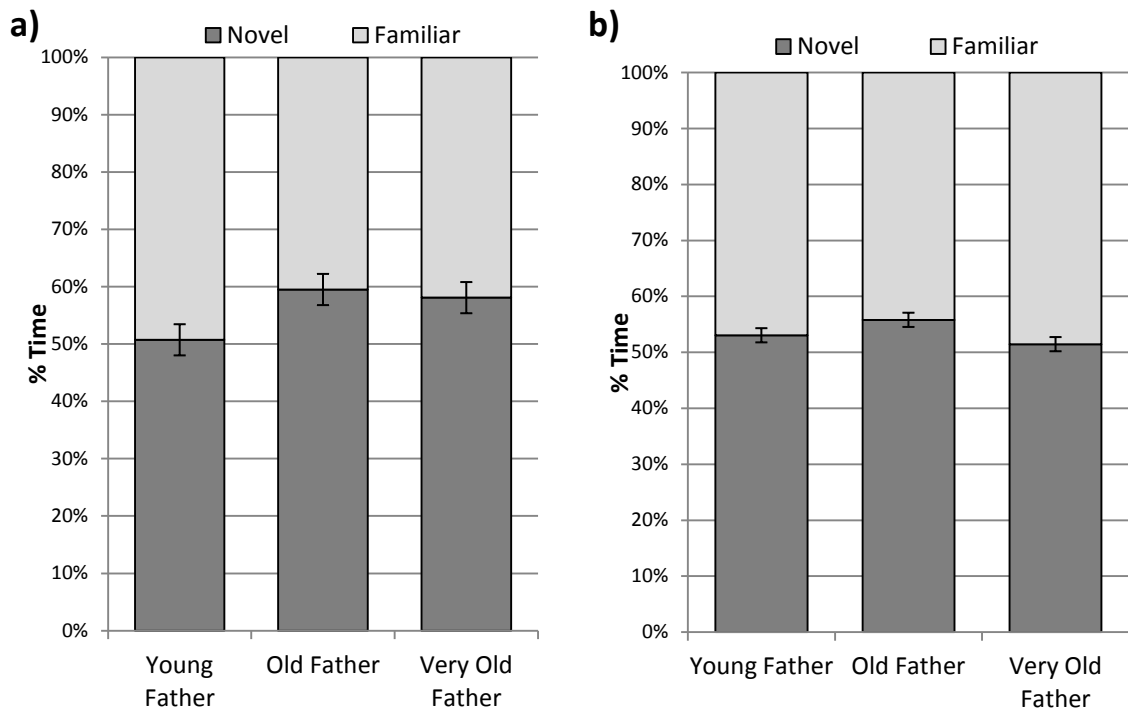 a)
Novel Familiar
100%
90%
80%
70%
60%
50%
40%
30%
20%
10%
0%
% Time
Young Father
Old Father
Very Old Father
b)
Novel Familiar
100%
90%
80%
70%
60%
50%
40%
30%
20%
10%
0%
% Time
Young Father
Old Father
Very Old Father